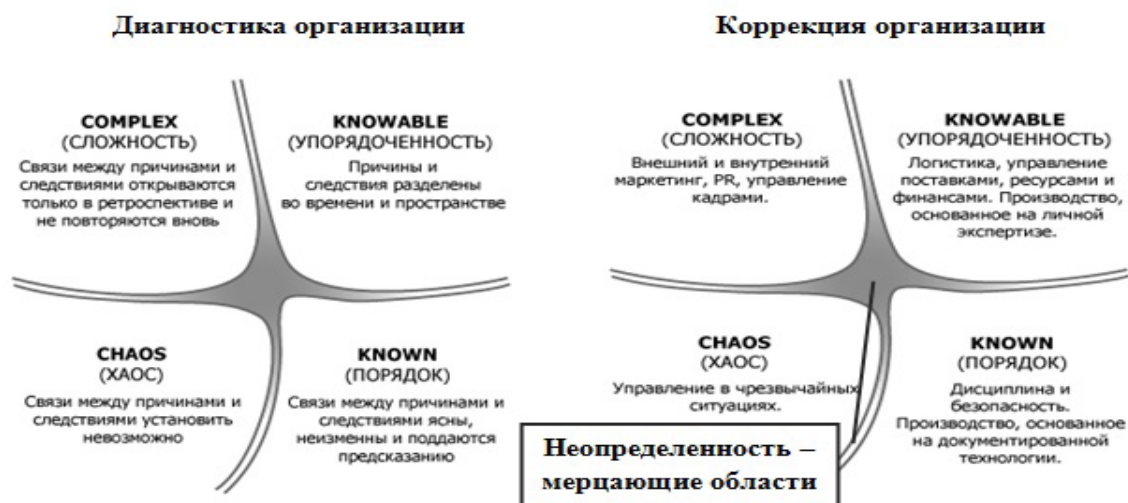 Диагностика организации
COMPLEX
(СЛОЖНОСТЬ)
Связи между причинами и
следствиями открываются
только в ретроспективе и
не повторяются вновь
KNOWABLE
(УПОРЯДОЧЕННОСТЬ)
Причины и
следствия разделены
во времени и пространстве
CHAOS
(ХАОС)
Связи между причинами и
следствиями установить
невозможно
KNOWN
(ПОРЯДОК)
Связи между причинами и
следствиями ясны,
неизменны и поддаются
предсказанию
Коррекция организации
COMPLEX
(СЛОЖНОСТЬ)
Внешний и внутренний
маркетинг, PR, управление
кадрами.
KNOWABLE
(УПОРЯДОЧЕННОСТЬ)
Логистика, управление
поставками, ресурсами и
финансами. Производство,
основанное на личной
экспертизе.
CHAOS
(ХАОС)
Управление в чрезвычайных
ситуациях.
KNOWN
(ПОРЯДОК)
Дисциплина и
безопасность.
Производство, основанное
на документированной
технологии.
Неопределенность –
мерцающие области